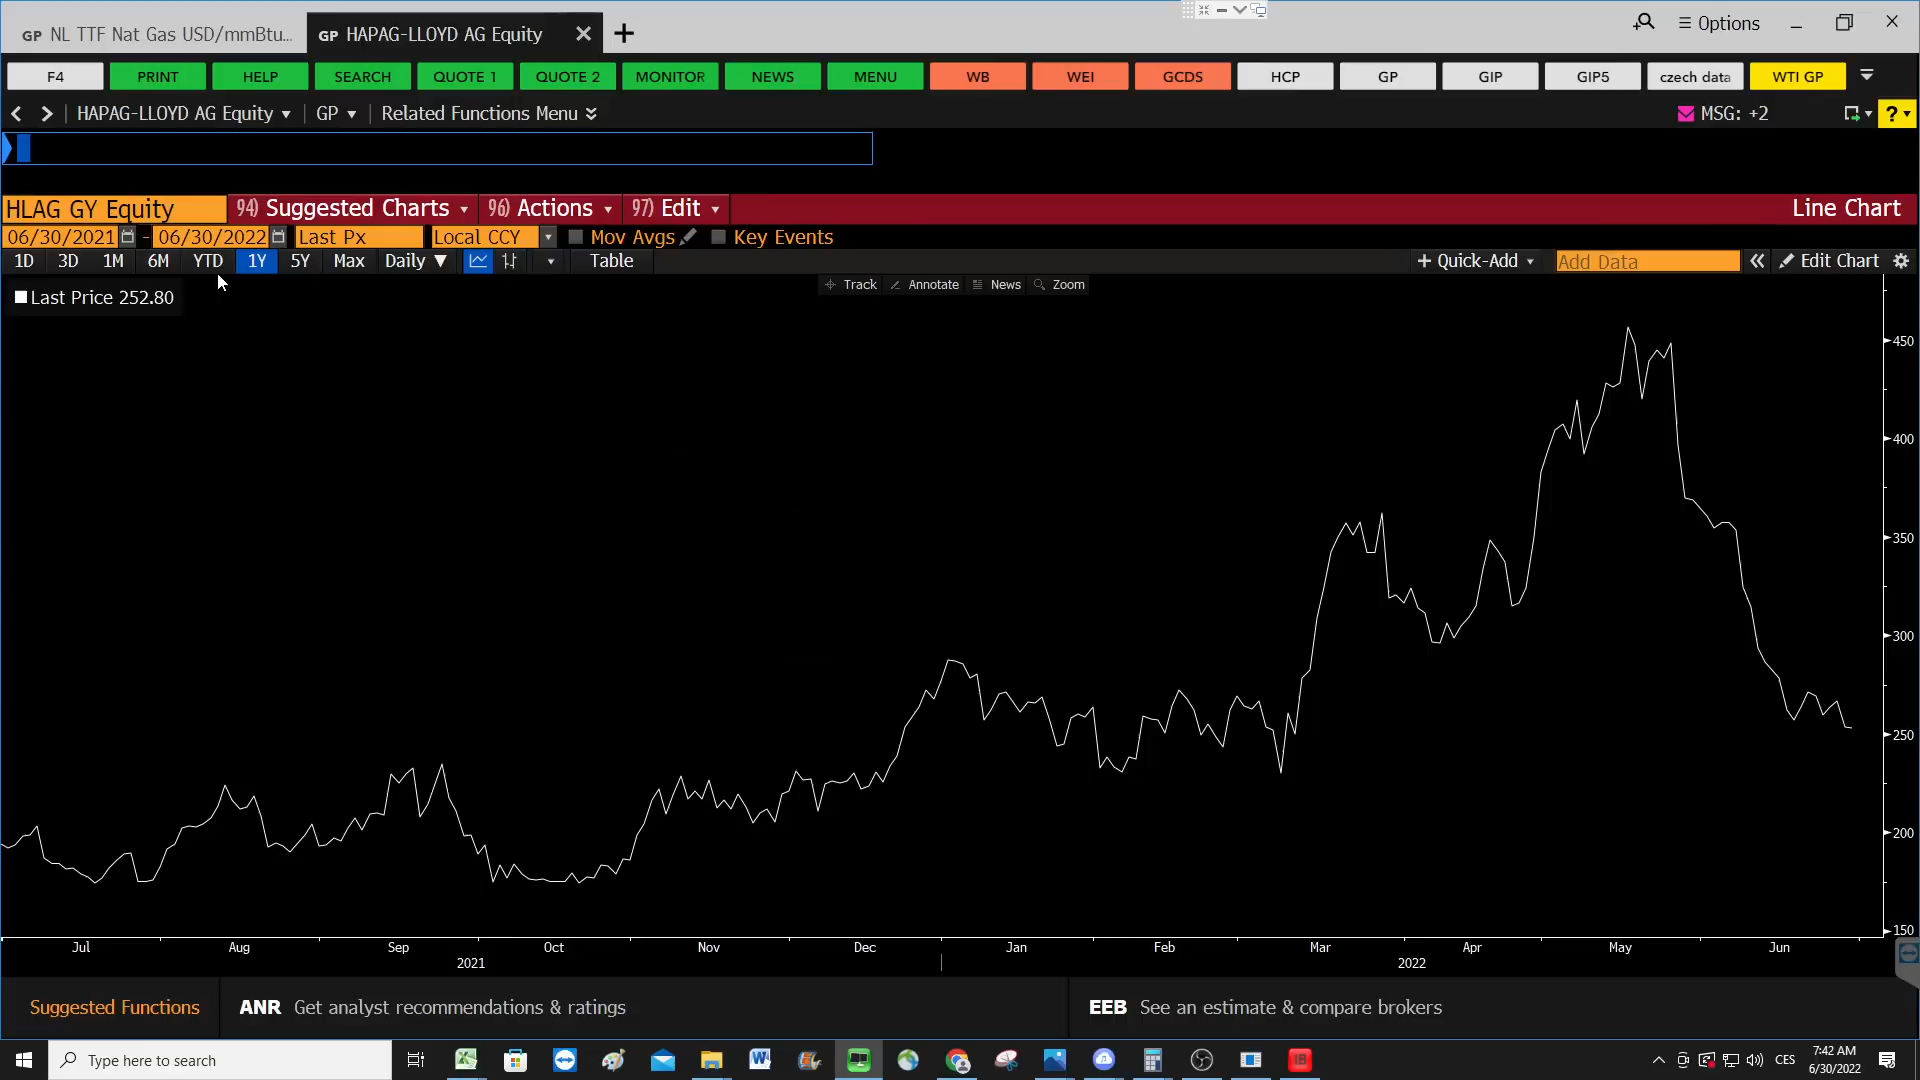 GP NL TTF Nat Gas USD/mmBtu...
GP HAPAG-LLOYD AG Equity
Options
F4 PRINT HELP SEARCH QUOTE 1 QUOTE 2 MONITOR NEWS MENU WB WEI GCDS HCP GP GIP GIP5 czech data WTI GP
HAPAG-LLOYD AG Equity GP Related Functions Menu
MSG: +2
?
HLAG GY Equity 94) Suggested Charts 96) Actions 97) Edit Line Chart
06/30/2021 - 06/30/2022 Last Px Local CCY Mov Avgs Key Events
1D 3D 1M 6M YTD 1Y 5Y Max Daily Table + Quick-Add Add Data Edit Chart
Track Annotate News Zoom
Last Price 252.80
450
400
350
300
250
200
150
Jul Aug Sep Oct Nov Dec Jan Feb Mar Apr May Jun
2021 2022
Suggested Functions ANR Get analyst recommendations & ratings EEB See an estimate & compare brokers
Type here to search
CES
7:42 AM
6/30/2022